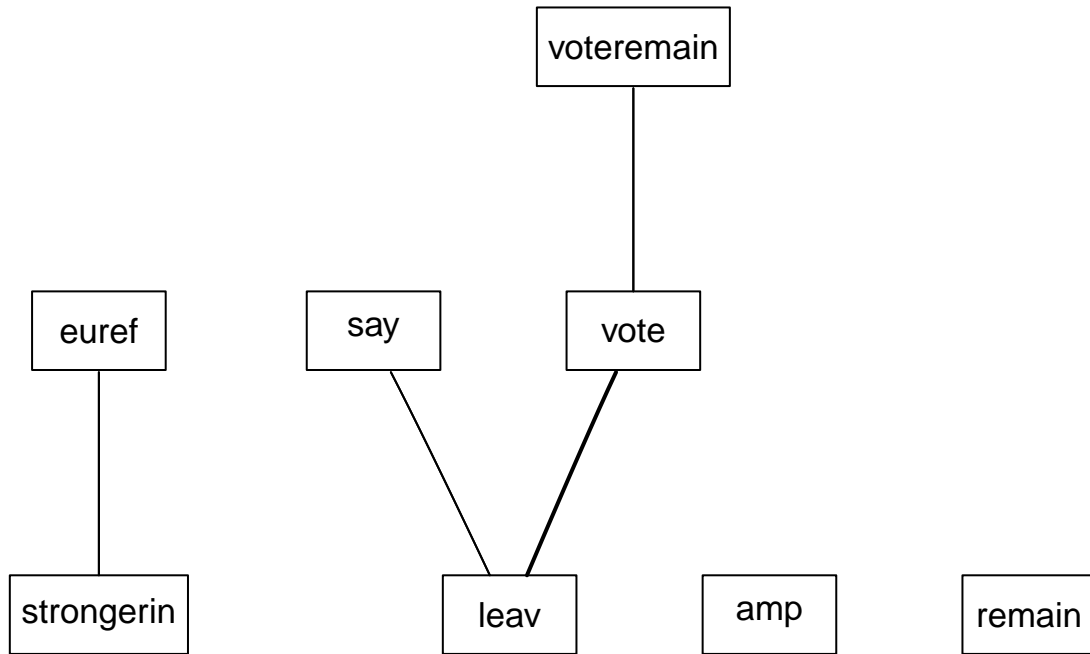 voteremain
euref
say
vote
strongerin
leav
amp
remain